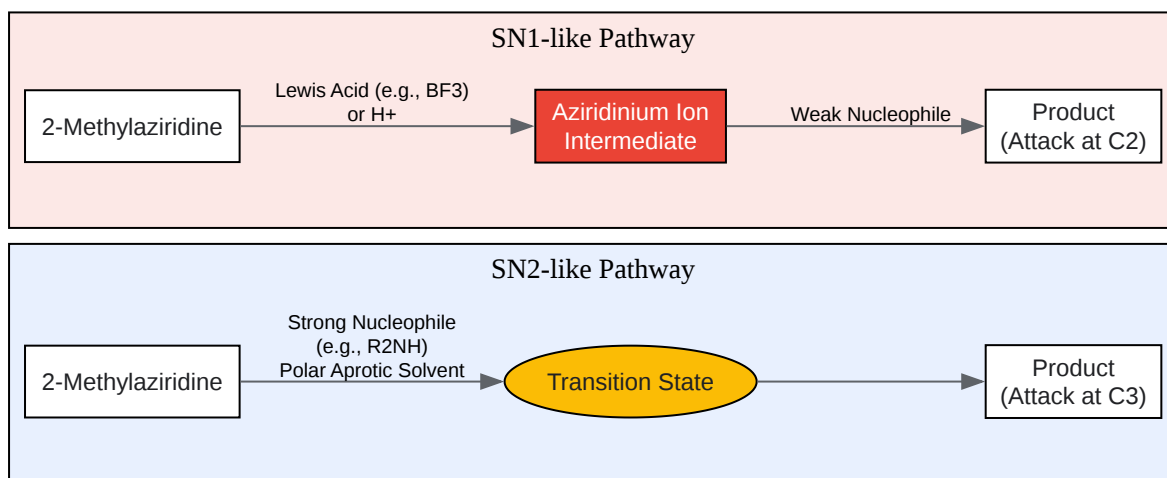 SN1-like Pathway
2-Methylaziridine
Lewis Acid (e.g., BF3)
or H+
Aziridinium Ion
Intermediate
Weak Nucleophile
Product
(Attack at C2)
SN2-like Pathway
2-Methylaziridine
Strong Nucleophile
(e.g., R2NH)
Polar Aprotic Solvent
Transition State
Product
(Attack at C3)